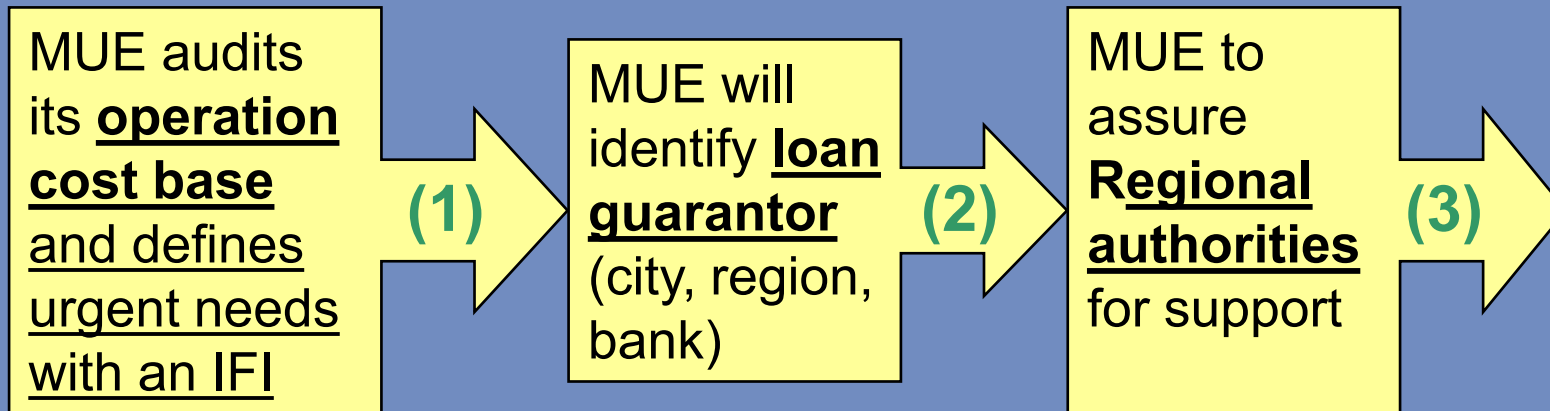 MUE audits
its operation
cost base
and defines
urgent needs
with an IFI
(1)
MUE will
identify loan
guarantor
(city, region,
bank)
(2)
MUE to
assure
Regional
authorities
for support
(3)